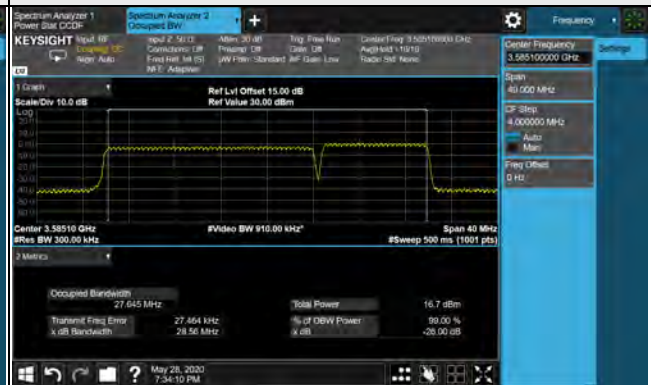 Spectrum Analyzer 1
Power Stat CCDF
Spectrum Analyzer 2
Occupied BW
+
Frequency
KEYSIGHT Input: RF
Coupling: DC
Align: Auto
Input Z: 50 Ω
Corrections: Off
Freq Ref: Int (S)
NFE: Adaptive
Atten: 30 dB
Preamp: Off
µW Path: Standard
Trig: Free Run
Gate: Off
#IF Gain: Low
Avg|Hold: >10/10
Radio Std: None
Center Frequency
3.585100000 GHz
Settings
Span
40.000 MHz
CF Step
4.000000 MHz
Auto
Man
Freq Offset
0 Hz
1 Graph
Scale/Div 10.0 dB
Ref Lvl Offset 15.00 dB
Ref Value 30.00 dBm
Log
Center 3.58510 GHz
#Res BW 300.00 kHz
#Video BW 910.00 kHz*
Span 40 MHz
#Sweep 500 ms (1001 pts)
2 Metrics
Occupied Bandwidth
27.645 MHz
Total Power
16.7 dBm
Transmit Freq Error
27.464 kHz
% of OBW Power
99.00 %
x dB Bandwidth
28.56 MHz
x dB
-26.00 dB
?
May 28, 2020
7:34:10 PM